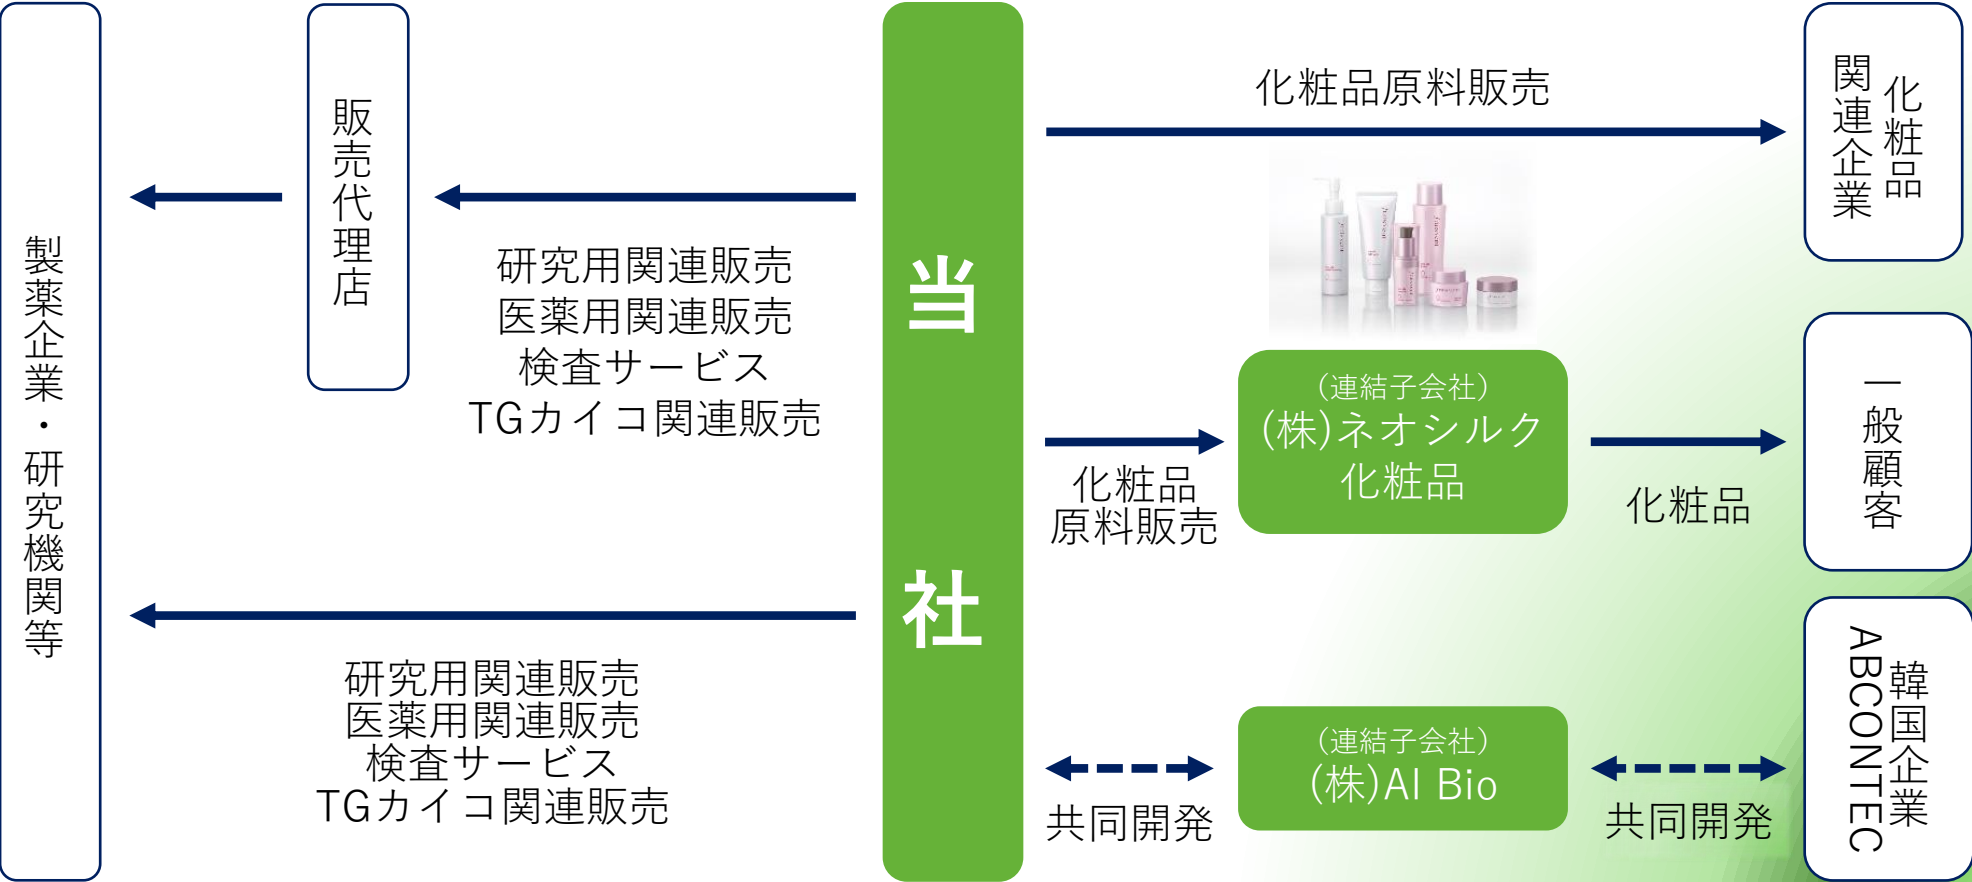 製薬企業・研究機関等
販売代理店
研究用関連販売
医薬用関連販売
検査サービス
TGカイコ関連販売
研究用関連販売
医薬用関連販売
検査サービス
TGカイコ関連販売
当社
化粧品原料販売
化粧品
関連企業
化粧品
原料販売
（連結子会社）
(株)ネオシルク
化粧品
化粧品
一般顧客
共同開発
（連結子会社）
(株)AI Bio
共同開発
韓国企業
ABCONTEC